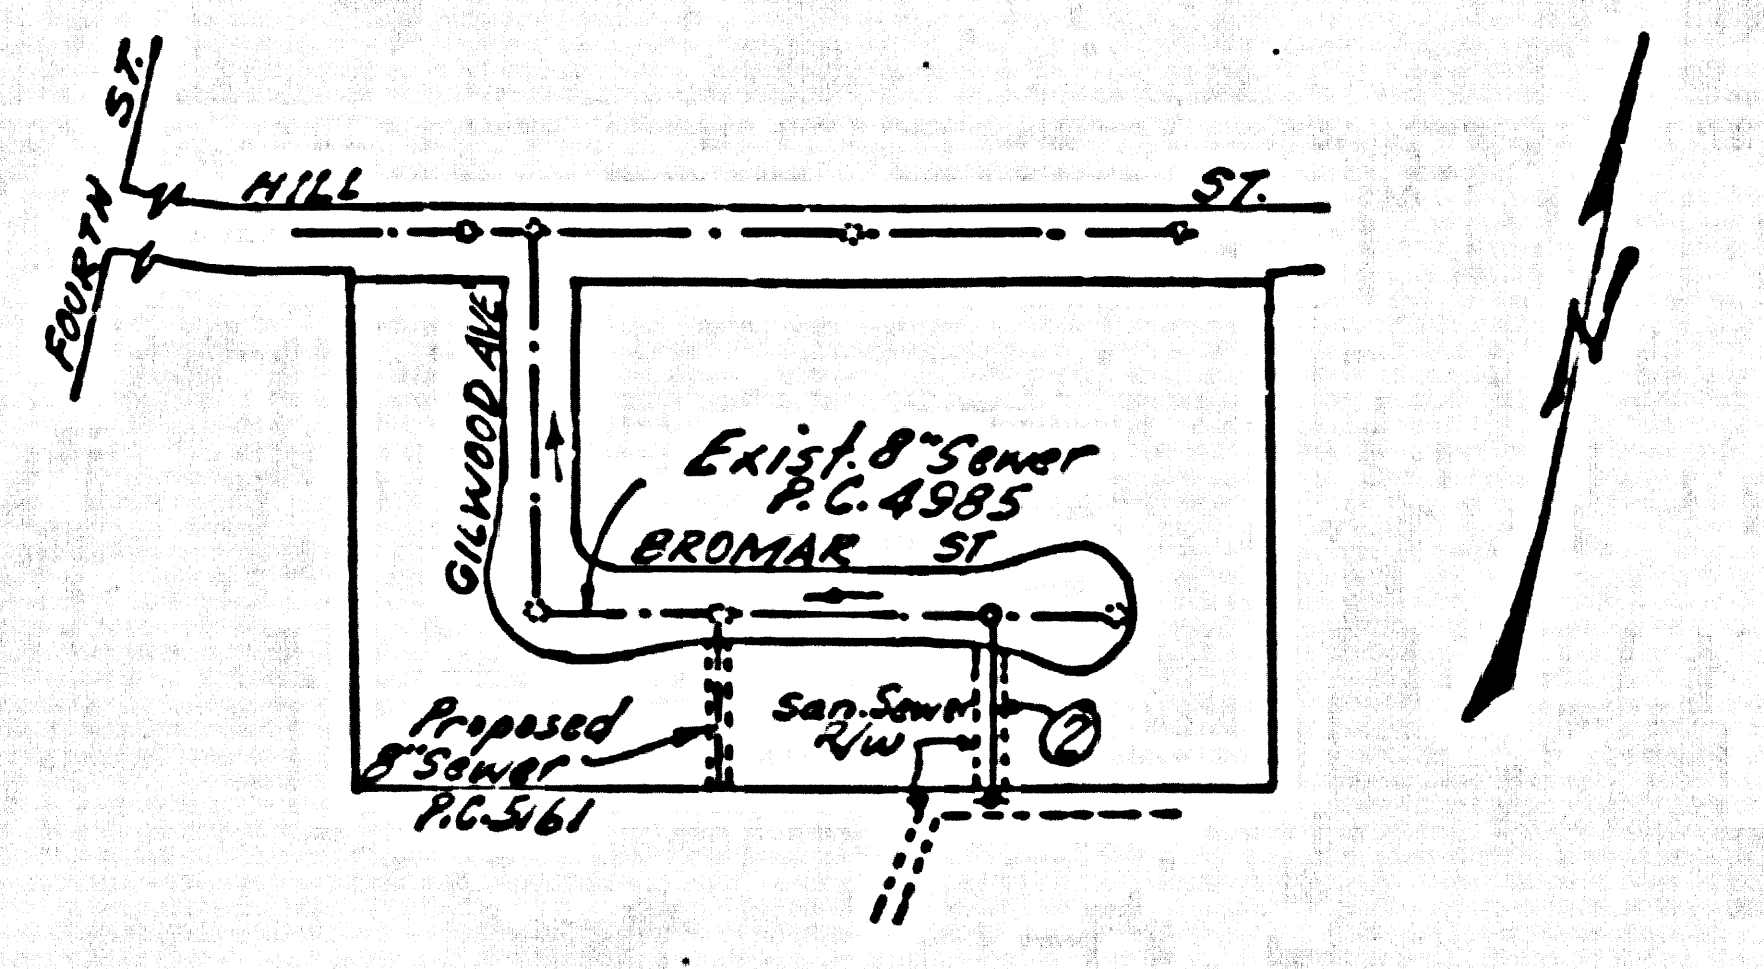 FOURTH ST.
HILL ST.
GILWOOD AVE
Exist. 8" Sewer
P.C. 4985
BROMAR ST
Proposed
8" Sewer
P.C. 5161
San. Sewer
R/W
2
N